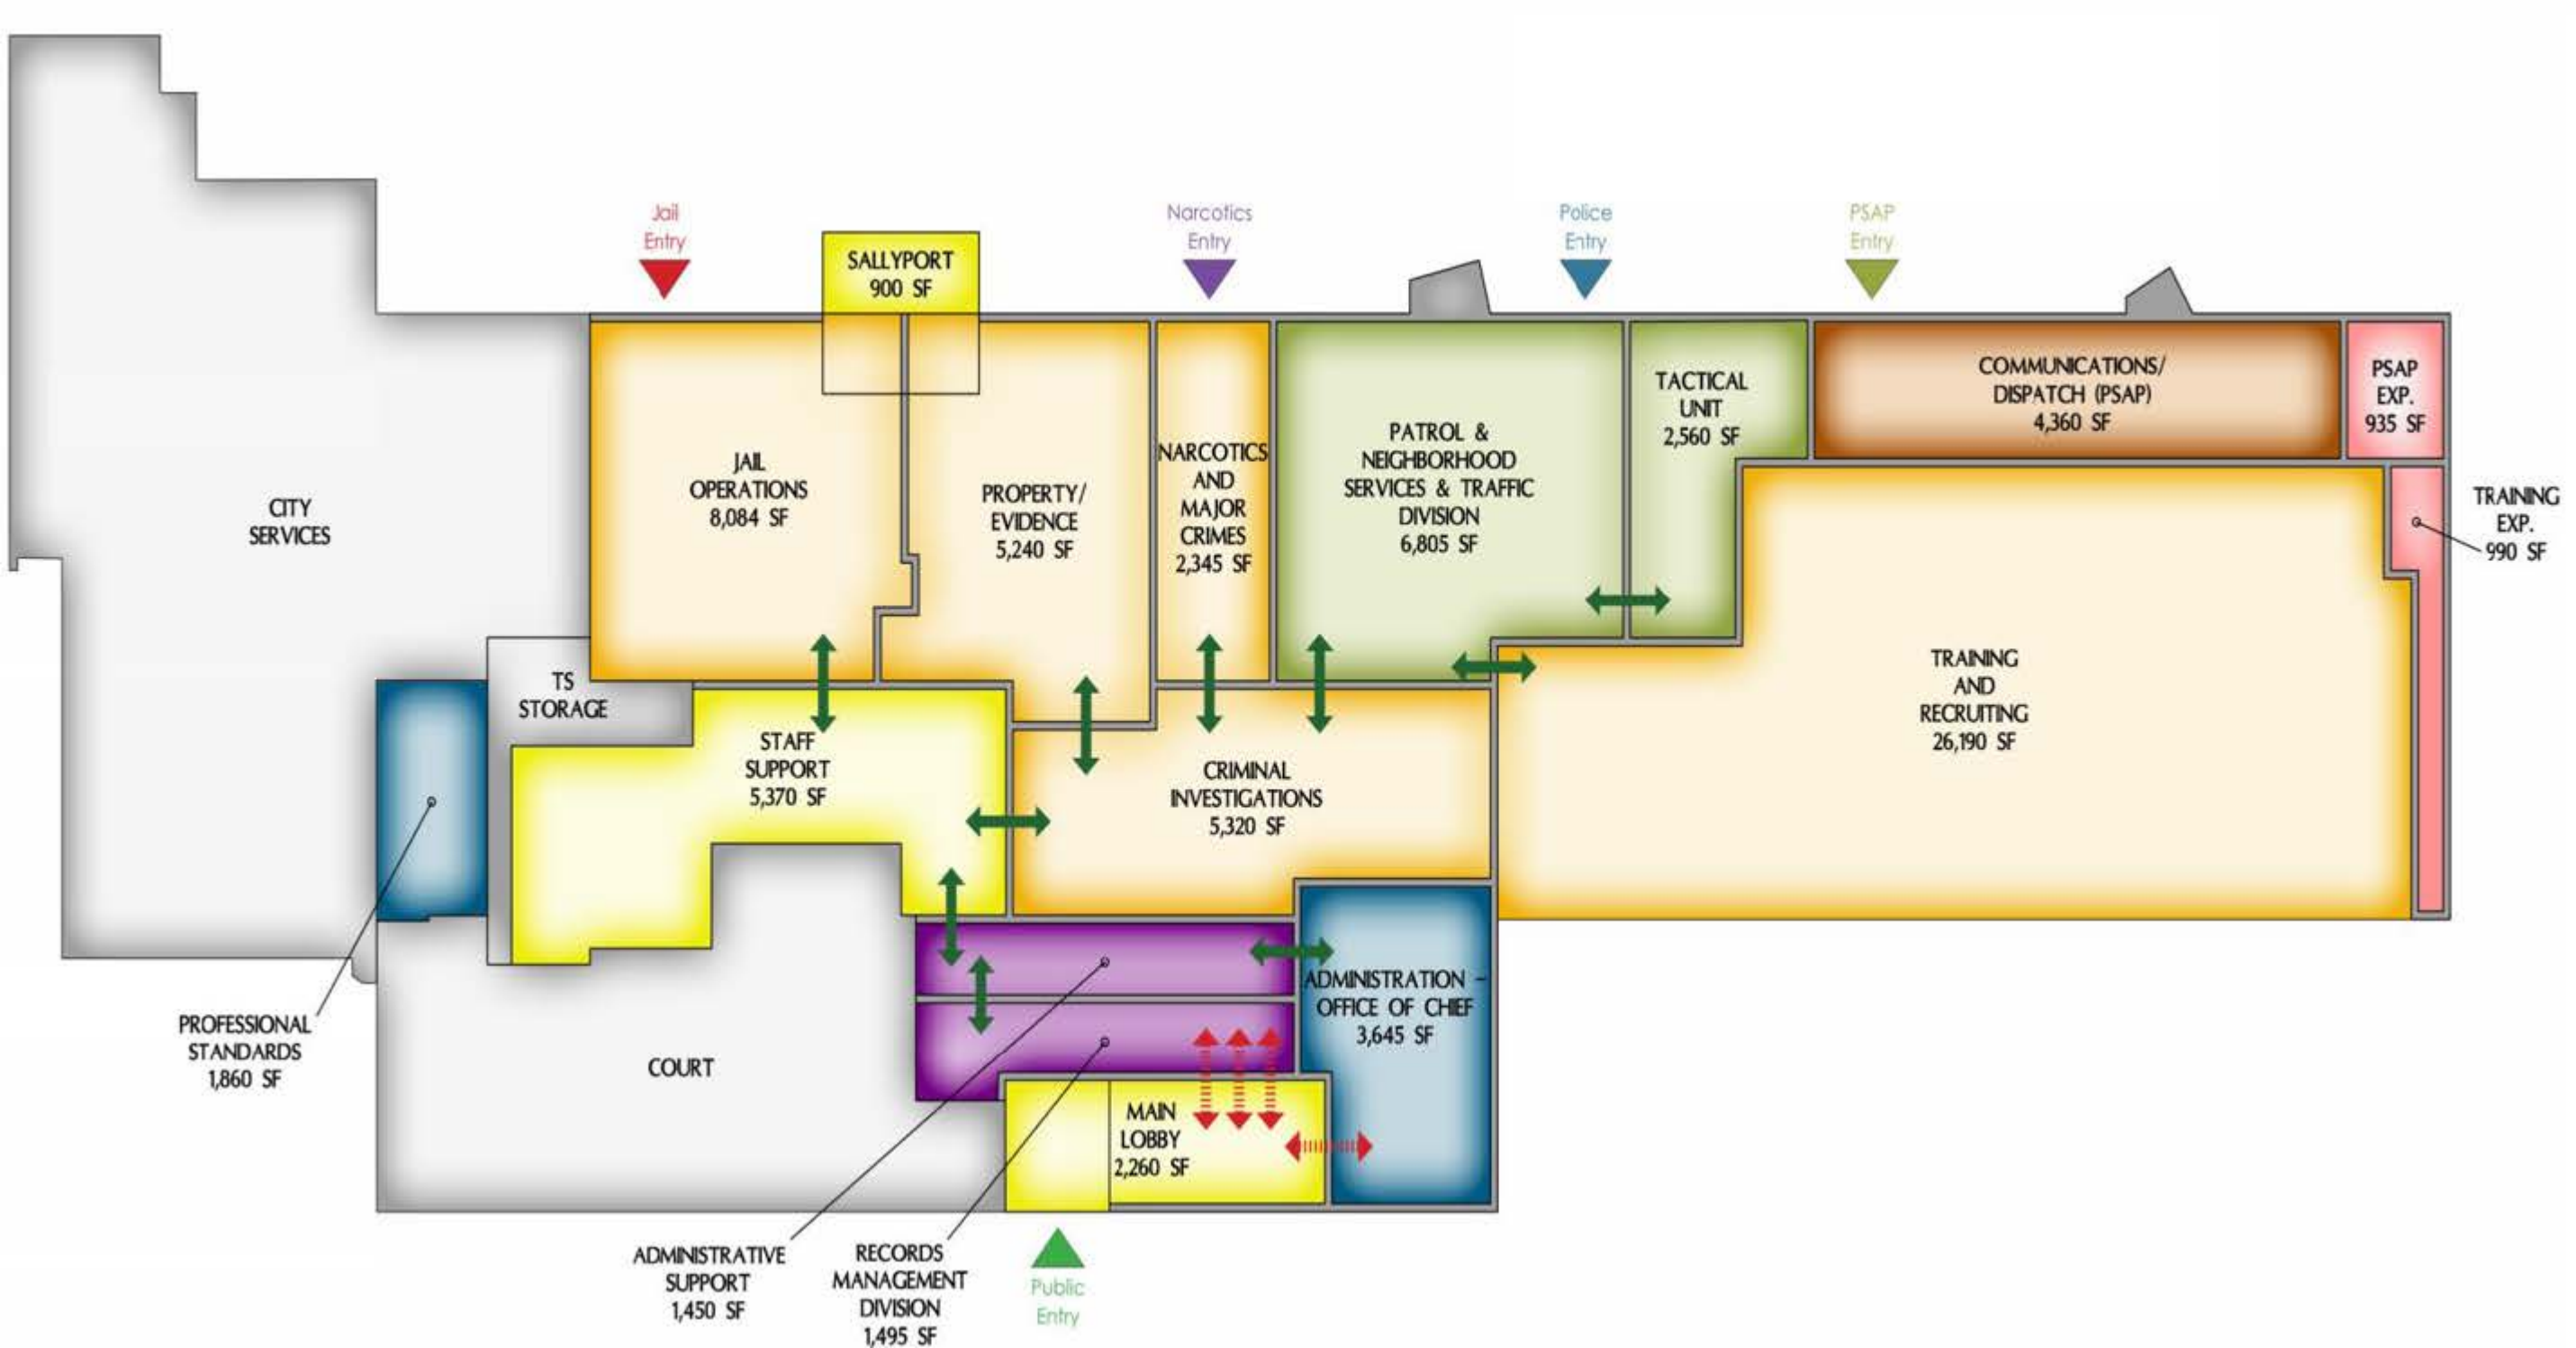 Jail
Entry
Narcotics
Entry
Police
Entry
PSAP
Entry
SALLYPORT
900 SF
CITY
SERVICES
JAIL
OPERATIONS
8,084 SF
PROPERTY/
EVIDENCE
5,240 SF
NARCOTICS
AND
MAJOR
CRIMES
2,345 SF
PATROL &
NEIGHBORHOOD
SERVICES & TRAFFIC
DIVISION
6,805 SF
TACTICAL
UNIT
2,560 SF
COMMUNICATIONS/
DISPATCH (PSAP)
4,360 SF
PSAP
EXP.
935 SF
TRAINING
EXP.
990 SF
TS
STORAGE
STAFF
SUPPORT
5,370 SF
CRIMINAL
INVESTIGATIONS
5,320 SF
TRAINING
AND
RECRUITING
26,190 SF
PROFESSIONAL
STANDARDS
1,860 SF
COURT
ADMINISTRATION -
OFFICE OF CHIEF
3,645 SF
MAIN
LOBBY
2,260 SF
ADMINISTRATIVE
SUPPORT
1,450 SF
RECORDS
MANAGEMENT
DIVISION
1,495 SF
Public
Entry